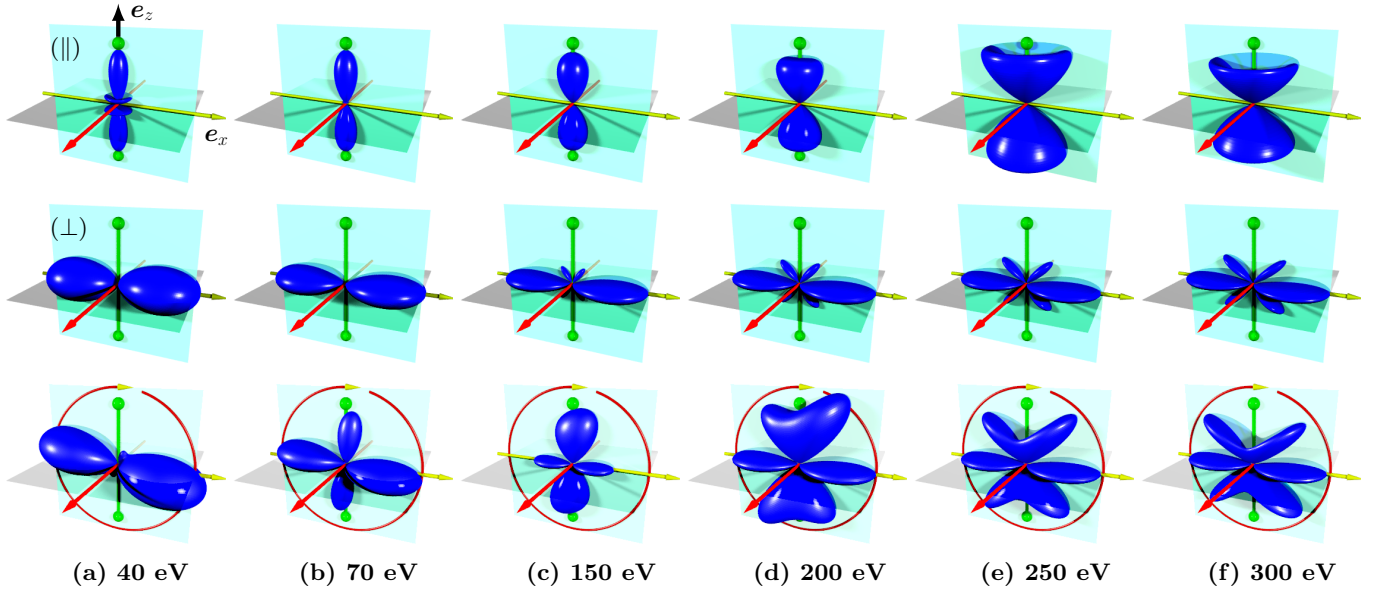 e_z
(∥)
e_x
(⊥)
(a) 40 eV (b) 70 eV (c) 150 eV (d) 200 eV (e) 250 eV (f) 300 eV